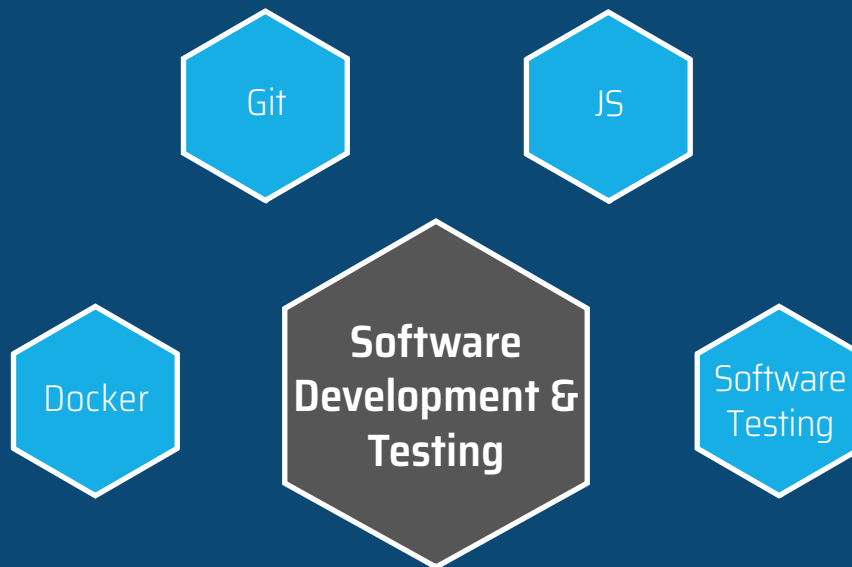 Git
JS
Software
Development &
Testing
Docker
Software
Testing